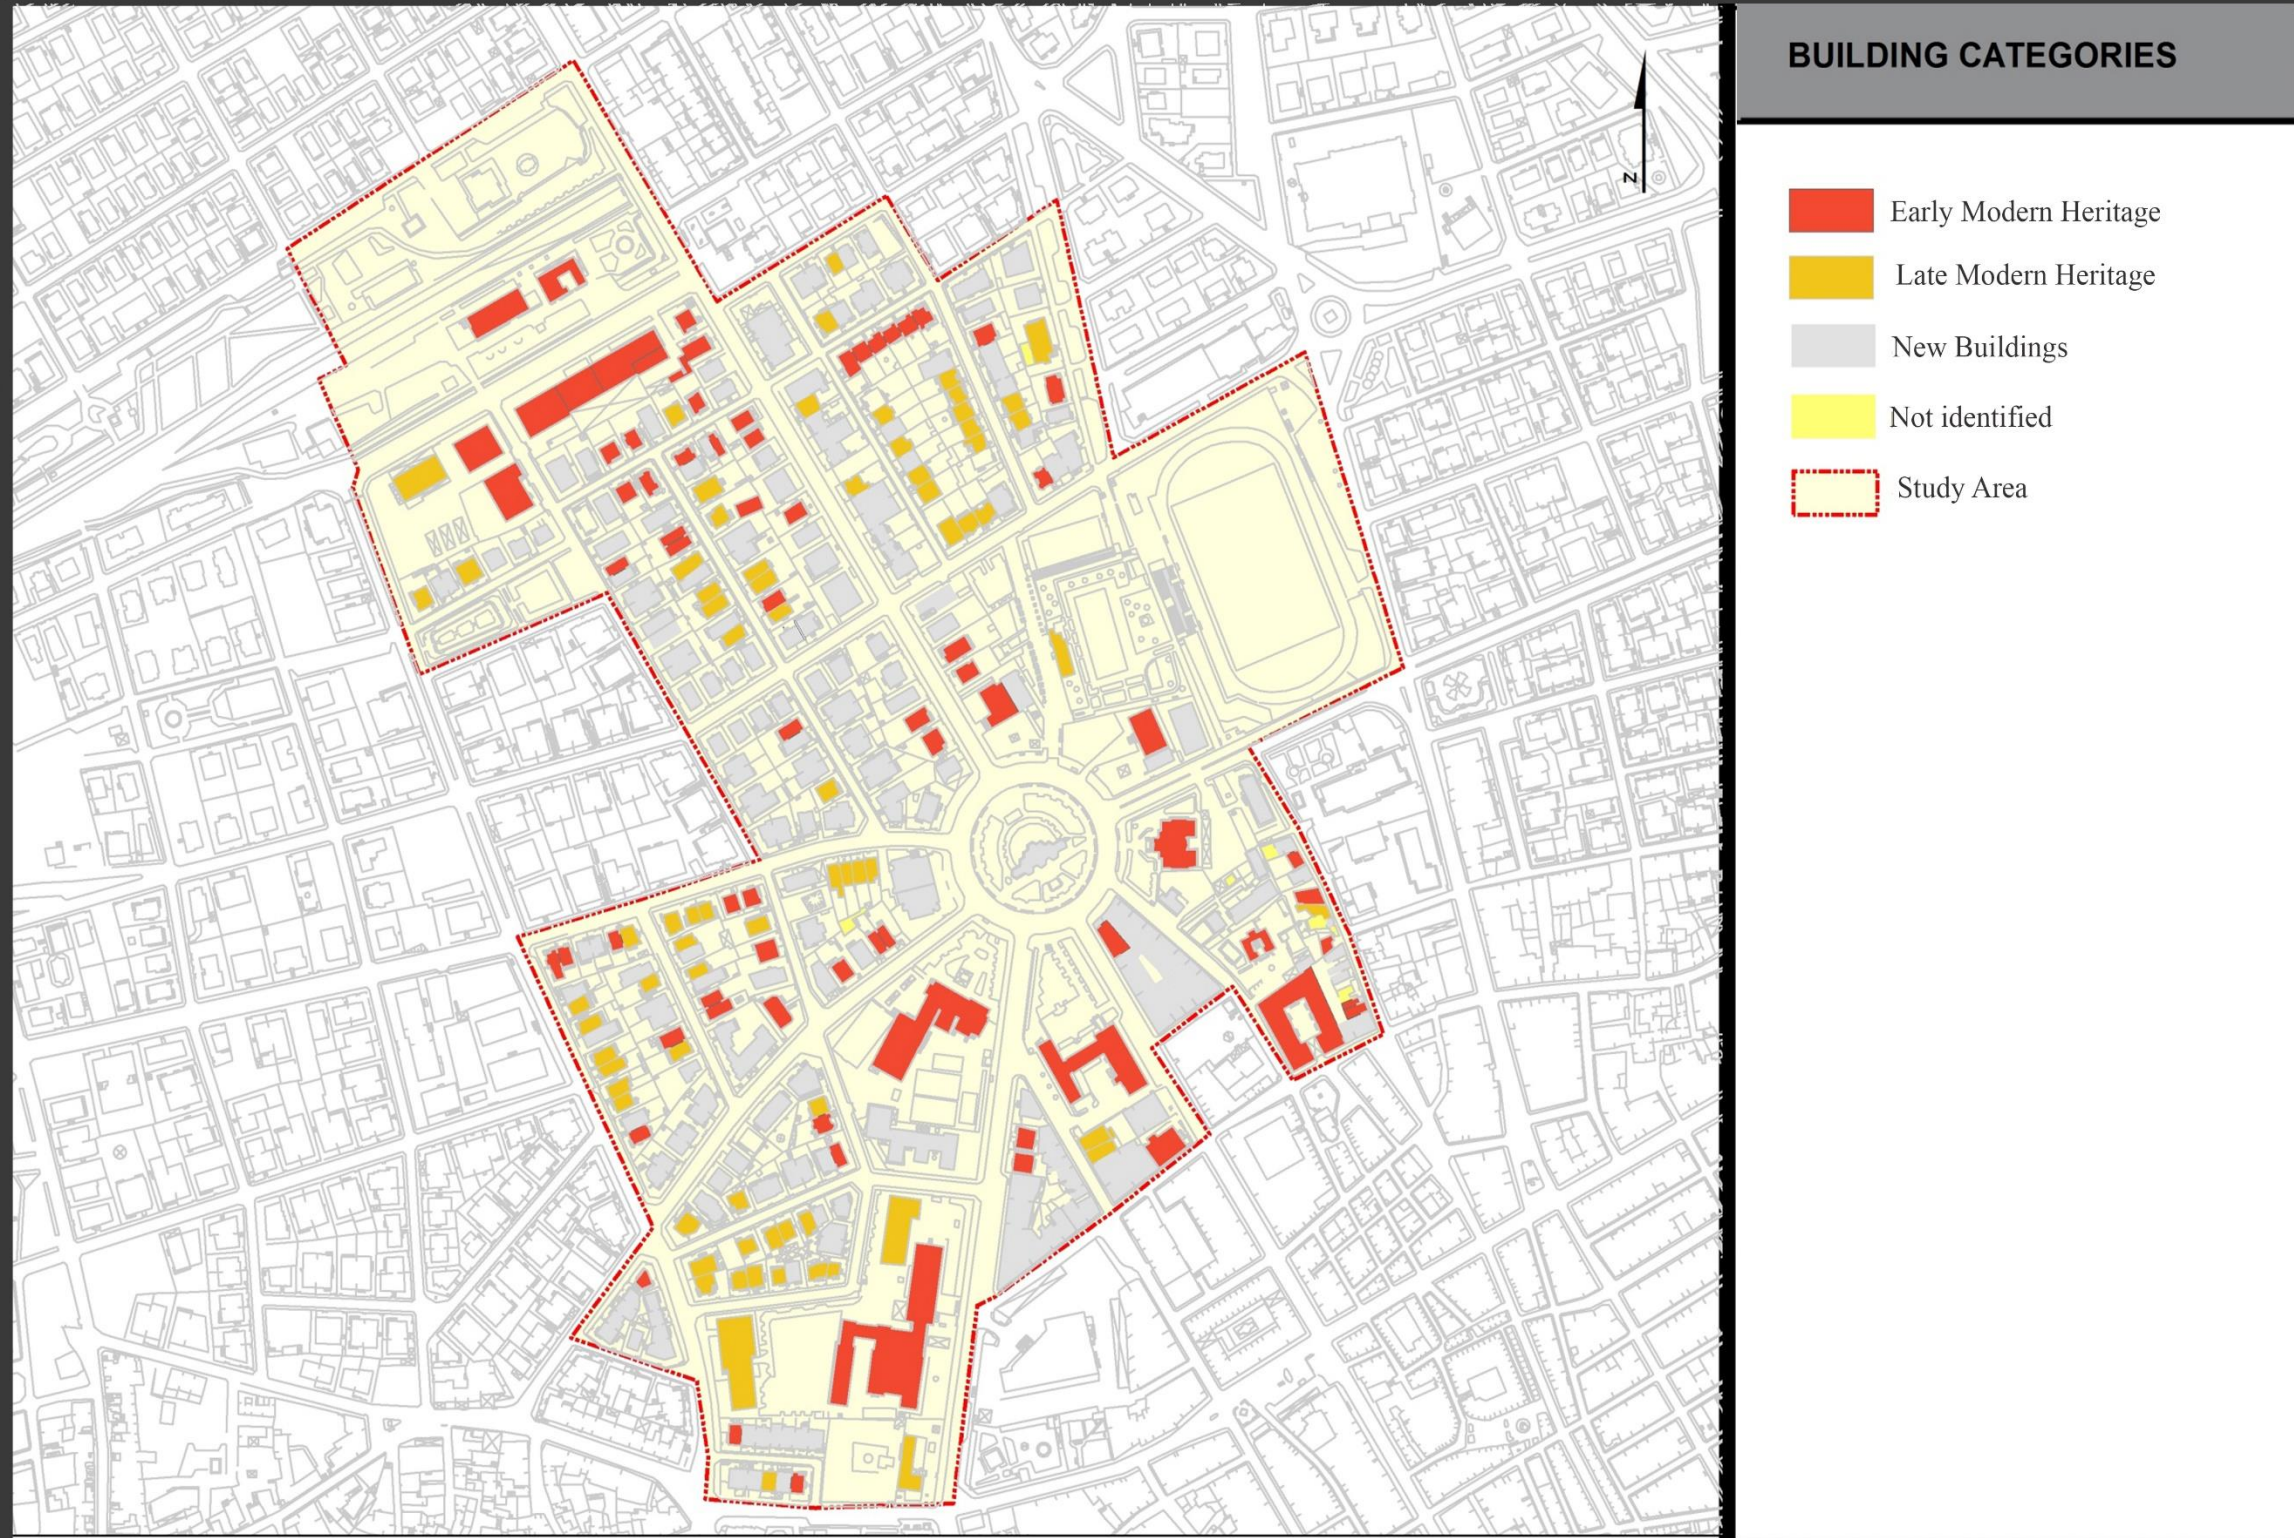 BUILDING CATEGORIES
N
Early Modern Heritage
Late Modern Heritage
New Buildings
Not identified
Study Area